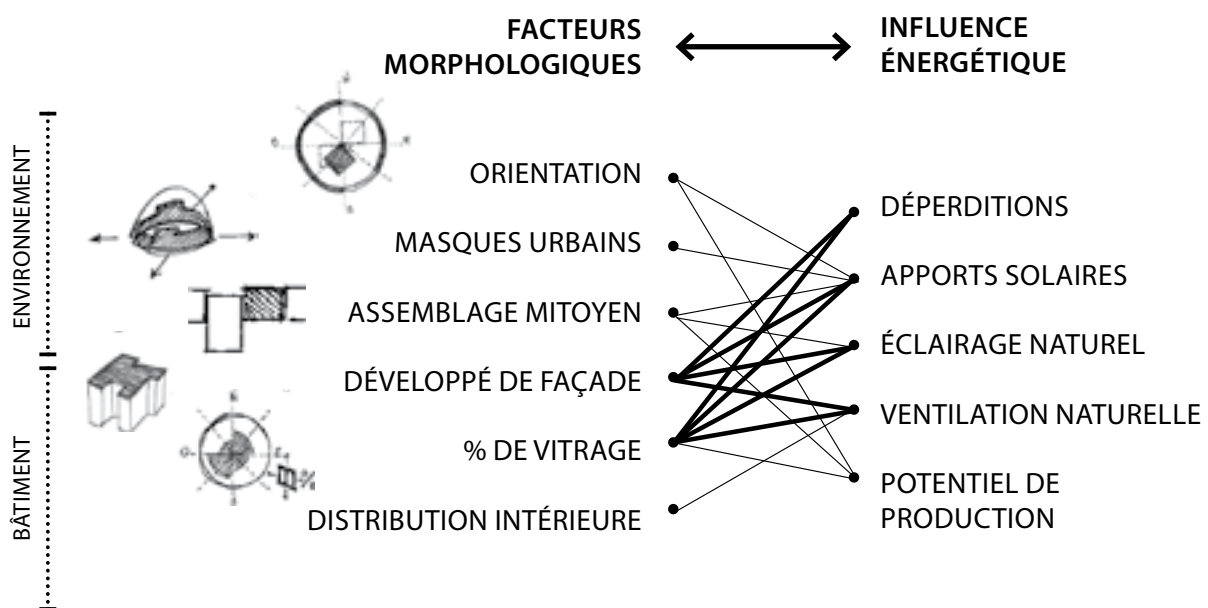 FACTEURS
MORPHOLOGIQUES
INFLUENCE
ÉNERGÉTIQUE
ENVIRONNEMENT
BÂTIMENT
ORIENTATION
MASQUES URBAINS
ASSEMBLAGE MITOYEN
DÉVELOPPÉ DE FAÇADE
% DE VITRAGE
DISTRIBUTION INTÉRIEURE
DÉPERDITIONS
APPORTS SOLAIRES
ÉCLAIRAGE NATUREL
VENTILATION NATURELLE
POTENTIEL DE
PRODUCTION